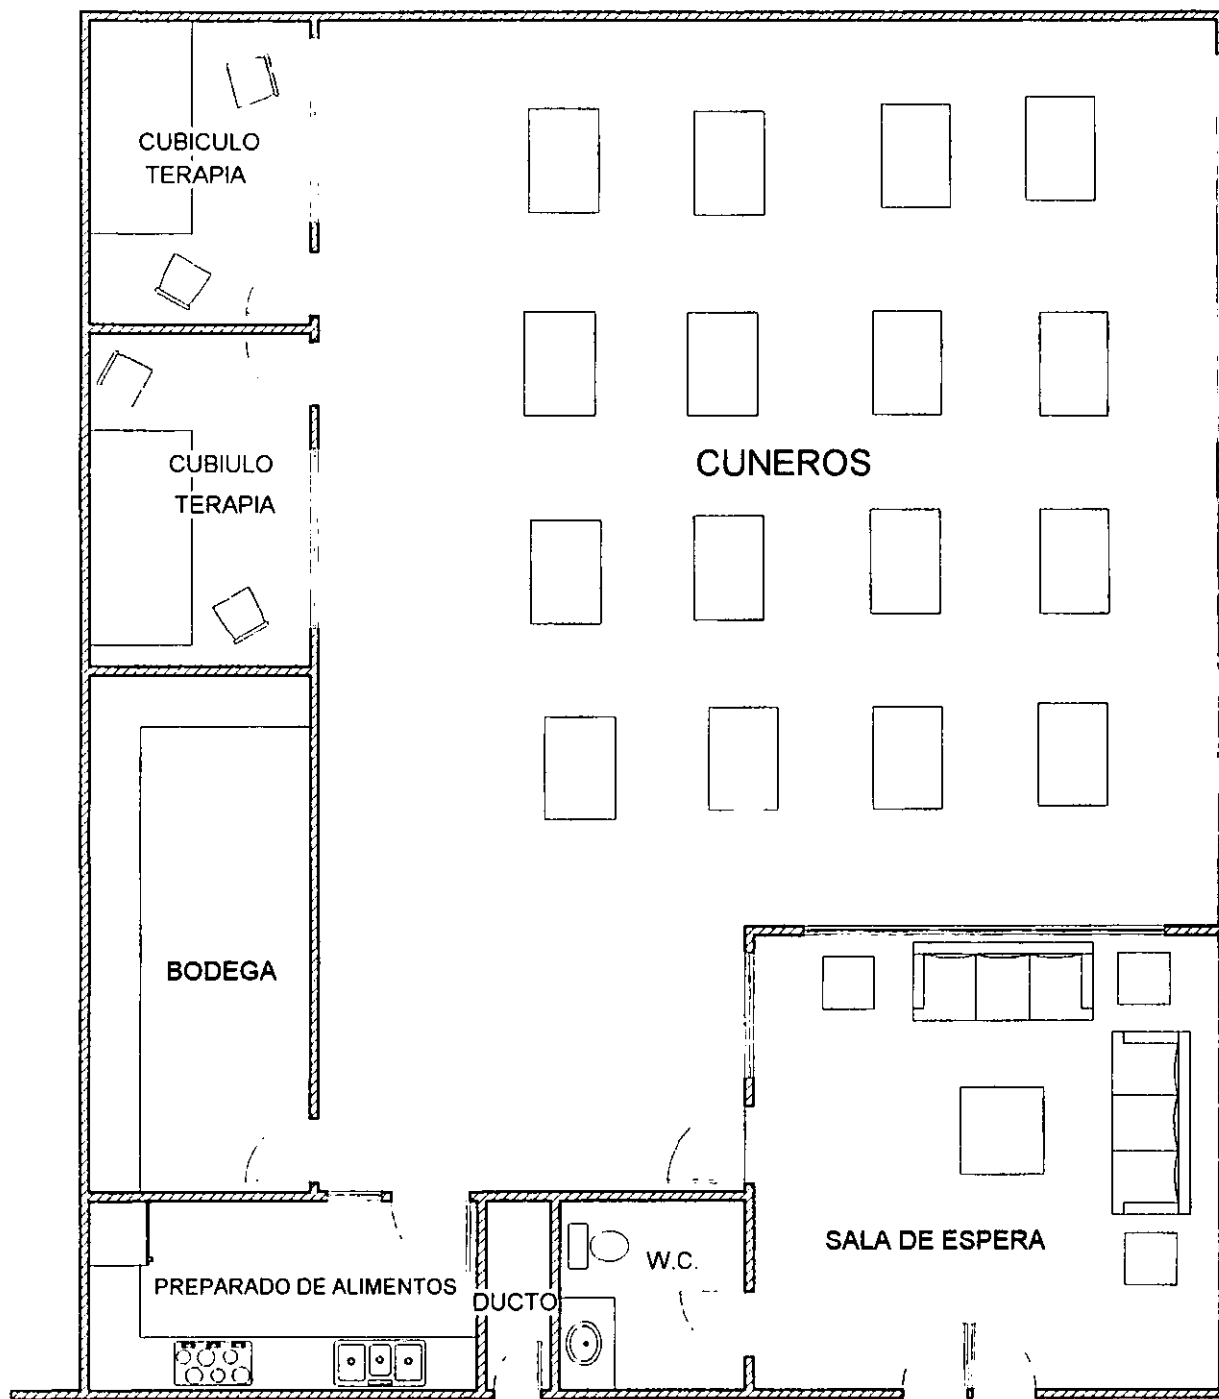 CUBICULO
TERAPIA
CUNEROS
CUBIULO
TERAPIA
BODEGA
SALA DE ESPERA
W.C.
PREPARADO DE ALIMENTOS
DUCTO